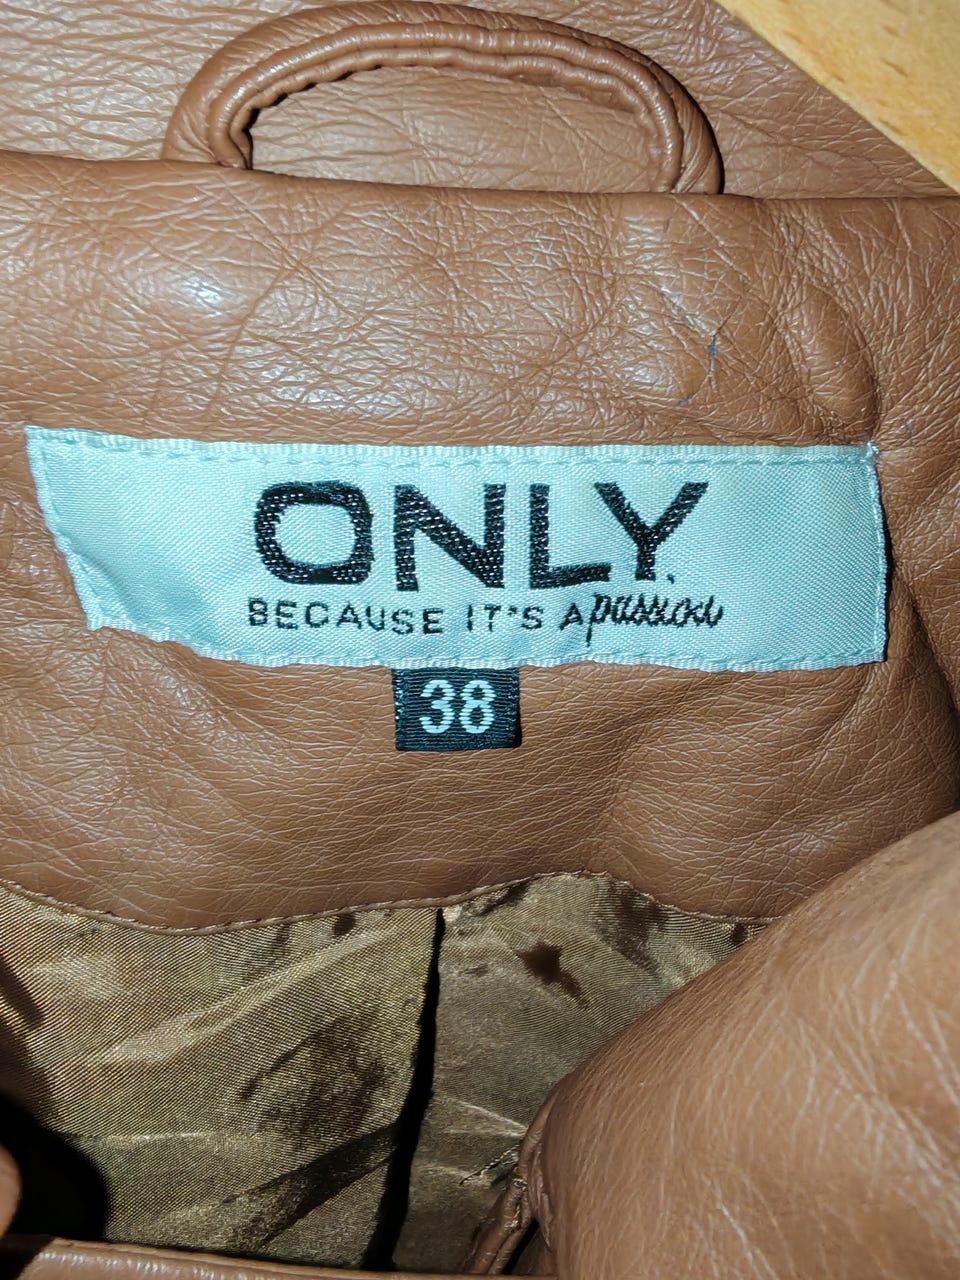 ONLY.
BECAUSE IT'S A passion
38